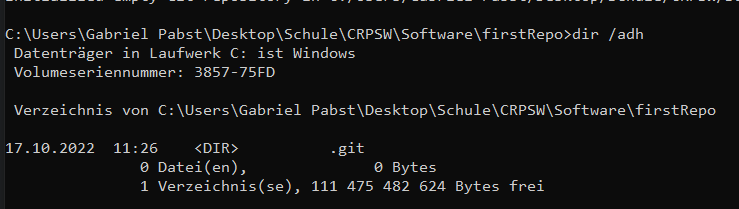 C:\Users\Gabriel Pabst\Desktop\Schule\CRPSW\Software\firstRepo>dir /adh
Datenträger in Laufwerk C: ist Windows
Volumeseriennummer: 3857-75FD
Verzeichnis von C:\Users\Gabriel Pabst\Desktop\Schule\CRPSW\Software\firstRepo
17.10.2022  11:26    <DIR>          .git
0 Datei(en),              0 Bytes
1 Verzeichnis(se), 111 475 482 624 Bytes frei